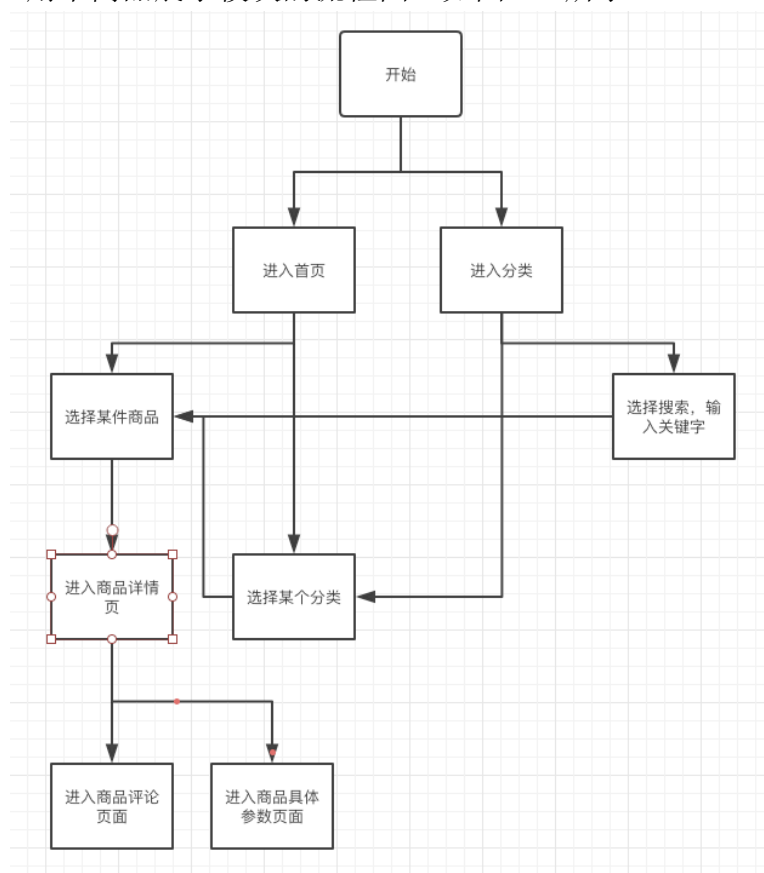 开始
进入首页
进入分类
选择某件商品
选择搜索，输
入关键字
进入商品详情
页
选择某个分类
进入商品评论
页面
进入商品具体
参数页面